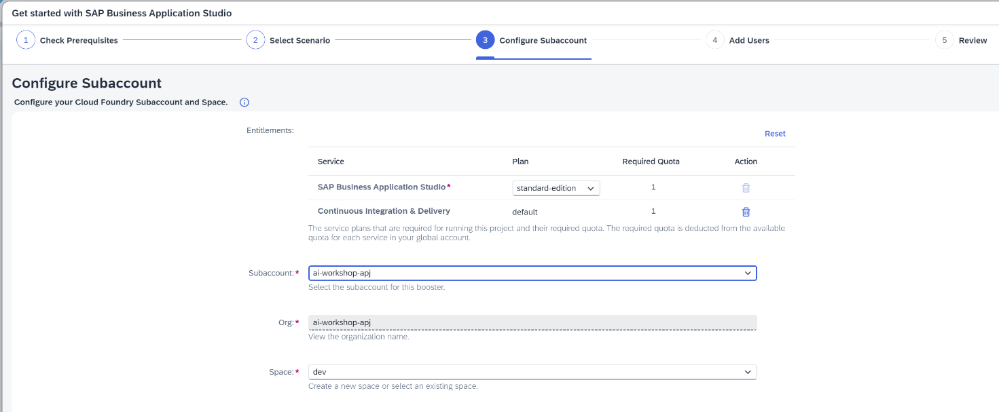 Get started with SAP Business Application Studio
1 Check Prerequisites 2 Select Scenario 3 Configure Subaccount 4 Add Users 5 Review
Configure Subaccount
Configure your Cloud Foundry Subaccount and Space.
Entitlements:
Reset
Service Plan Required Quota Action
SAP Business Application Studio* standard-edition 1
Continuous Integration & Delivery default 1
The service plans that are required for running this project and their required quota. The required quota is deducted from the available
quota for each service in your global account.
Subaccount:* ai-workshop-apj
Select the subaccount for this booster.
Org:* ai-workshop-apj
View the organization name.
Space:* dev
Create a new space or select an existing space.